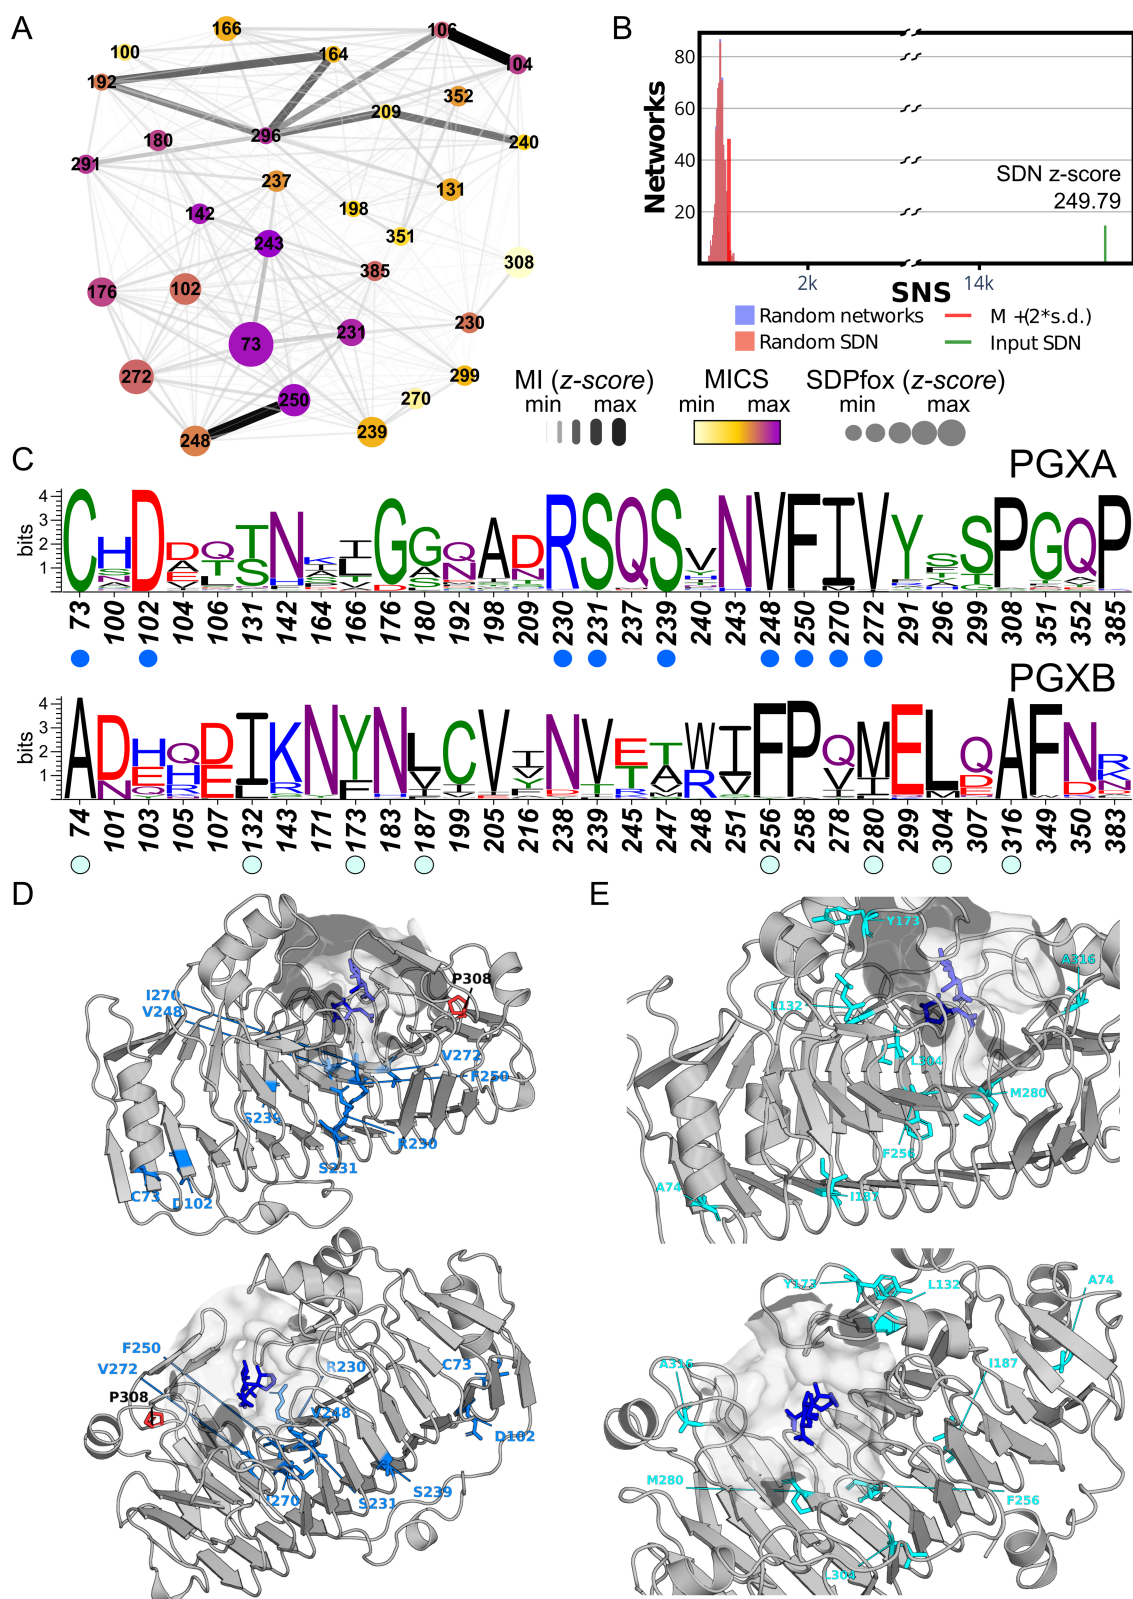 A
166
106
100
164
104
192
352
209
296
240
180
291
237
131
142
198
351
243
308
385
176
102
73
231
230
272
299
250
270
248
239
B
Networks
80
60
40
20
SDN z-score
249.79
2k
14k
SNS
Random networks
M +(2*s.d.)
Random SDN
Input SDN
MI (z-score)
min max
MICS
min max
SDPfox (z-score)
min max
C
PGXA
bits
4
3
2
1
73 100 102 104 106 131 142 164 166 176 180 192 198 209 230 231 237 239 240 243 248 250 270 272 291 296 299 308 351 352 385
PGXB
bits
4
3
2
1
74 101 103 105 107 132 143 171 173 183 187 199 205 216 238 239 245 247 248 251 256 258 278 280 299 304 307 316 349 350 383
D
P308
I270
V248
V272
F250
S239
R230
S231
C73
D102
F250
V272
P308
R230
C73
V248
D102
I270
S231
S239
E
Y173
A316
L132
L304
M280
F256
A74
I187
Y173
L132
A74
A316
I187
M280
F256
L304